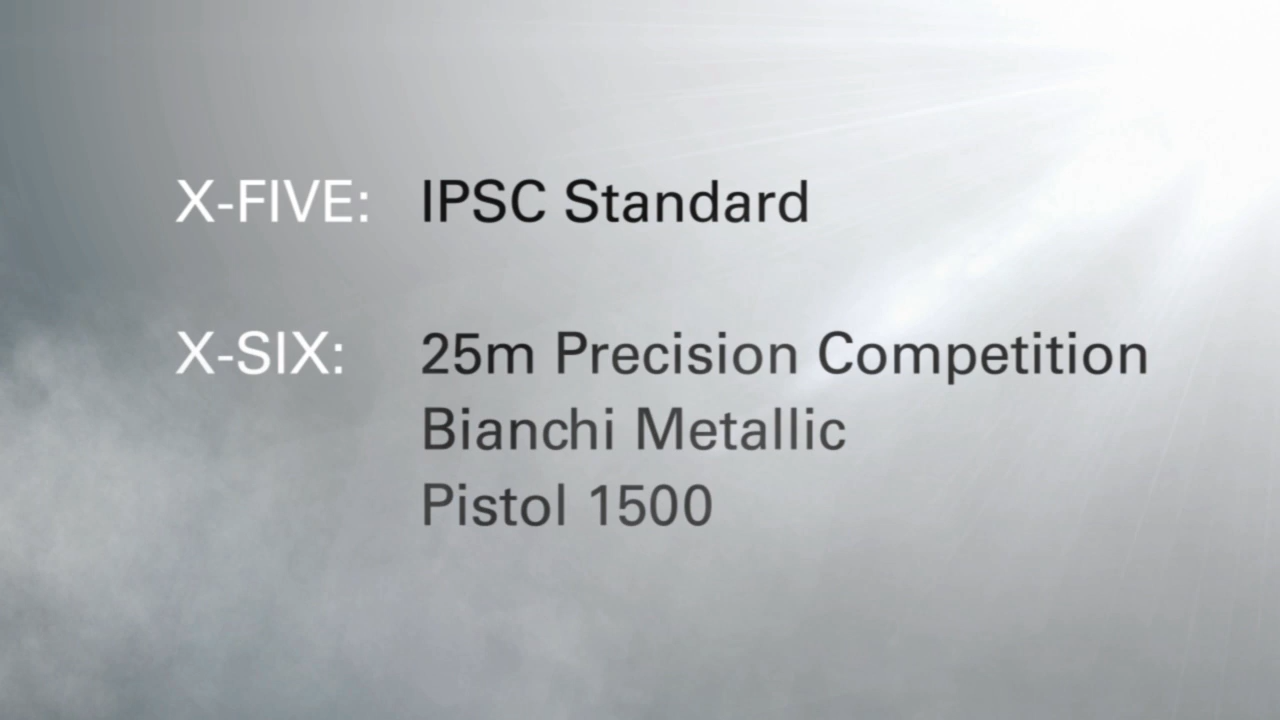 X-FIVE: IPSC Standard
X-SIX: 25m Precision Competition
Bianchi Metallic
Pistol 1500